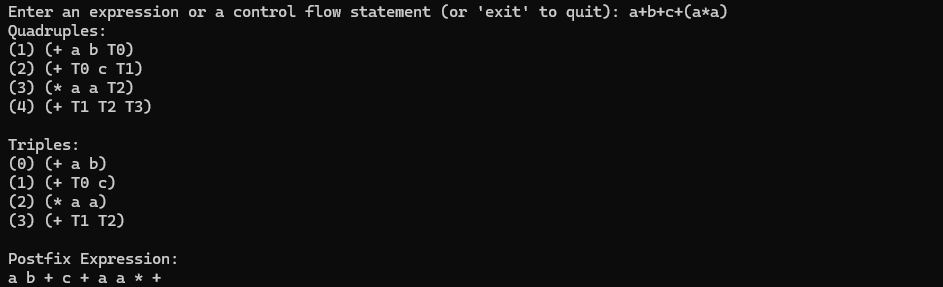 Enter an expression or a control flow statement (or 'exit' to quit): a+b+c+(a*a)
Quadruples:
(1) (+ a b T0)
(2) (+ T0 c T1)
(3) (* a a T2)
(4) (+ T1 T2 T3)
Triples:
(0) (+ a b)
(1) (+ T0 c)
(2) (* a a)
(3) (+ T1 T2)
Postfix Expression:
a b + c + a a * +